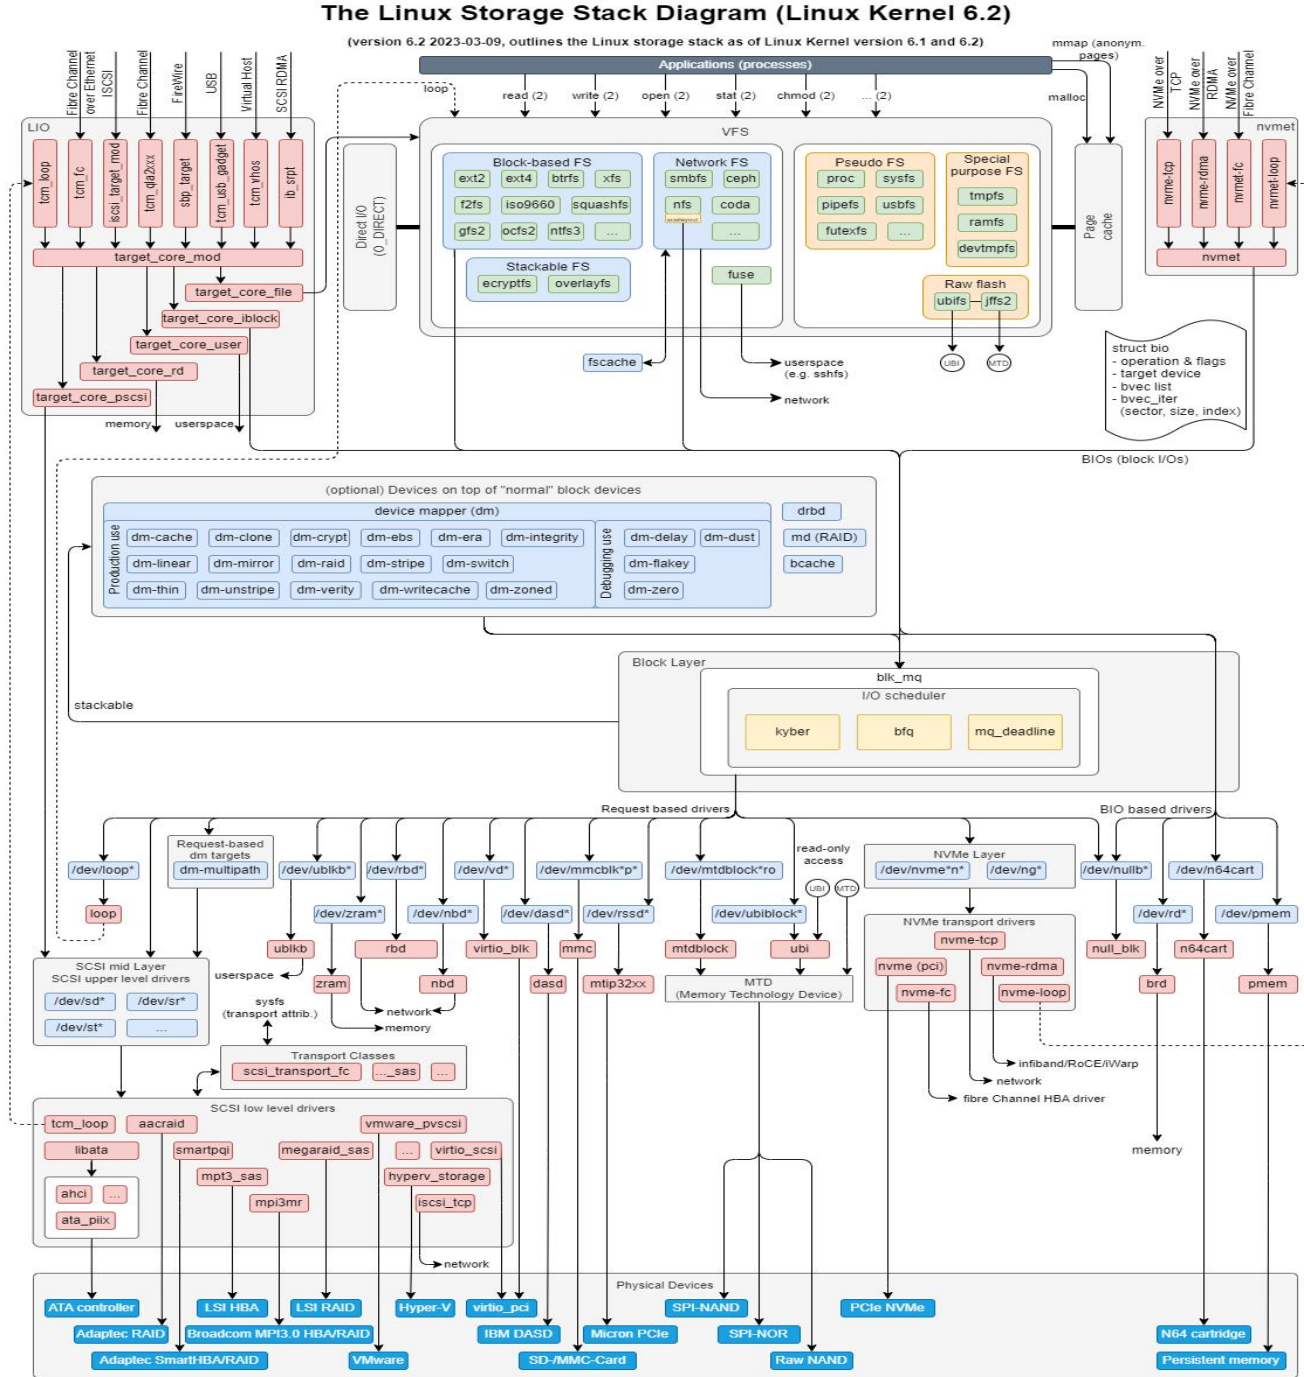 The Linux Storage Stack Diagram (Linux Kernel 6.2)
(version 6.2 2023-03-09, outlines the Linux storage stack as of Linux Kernel version 6.1 and 6.2)
mmap (anonym.
pages)
Applications (processes)
malloc
loop
read (2)
write (2)
open (2)
stat (2)
chmod (2)
... (2)
Fibre Channel
over Ethernet
ISCSI
Fibre Channel
FireWire
USB
Virtual Host
SCSI RDMA
LIO
tcm_loop
tcm_fc
iscsi_target_mod
tcm_qla2xxx
sbp_target
tcm_usb_gadget
tcm_vhos
ib_srpt
target_core_mod
target_core_file
target_core_iblock
target_core_user
target_core_rd
target_core_pscsi
memory
userspace
Direct I/O
(O_DIRECT)
VFS
Block-based FS
ext2
ext4
btrfs
xfs
f2fs
iso9660
squashfs
gfs2
ocfs2
ntfs3
...
Stackable FS
ecryptfs
overlayfs
Network FS
smbfs
ceph
nfs
coda
...
fuse
Pseudo FS
proc
sysfs
pipefs
usbfs
futexfs
...
Special
purpose FS
tmpfs
ramfs
devtmpfs
Raw flash
ubifs
jffs2
UBI
MTD
fscache
userspace
(e.g. sshfs)
network
Page
cache
NVMe over
TCP
NVMe over
RDMA
NVMe over
Fibre Channel
nvmet
nvme-tcp
nvme-rdma
nvmet-fc
nvmet-loop
nvmet
struct bio
- operation & flags
- target device
- bvec list
- bvec_iter
(sector, size, index)
BIOs (block I/Os)
(optional) Devices on top of "normal" block devices
device mapper (dm)
Production use
dm-cache
dm-clone
dm-crypt
dm-ebs
dm-era
dm-integrity
dm-linear
dm-mirror
dm-raid
dm-stripe
dm-switch
dm-thin
dm-unstripe
dm-verity
dm-writecache
dm-zoned
Debugging use
dm-delay
dm-dust
dm-flakey
dm-zero
drbd
md (RAID)
bcache
stackable
Block Layer
blk_mq
I/O scheduler
kyber
bfq
mq_deadline
Request based drivers
BIO based drivers
/dev/loop*
loop
Request-based
dm targets
dm-multipath
/dev/ublkb*
/dev/rbd*
/dev/vd*
/dev/mmcblk*p*
/dev/mtdblock*ro
read-only
access
UBI
MTD
/dev/zram*
/dev/nbd*
/dev/dasd*
/dev/rssd*
/dev/ubiblock*
NVMe Layer
/dev/nvme*n*
/dev/ng*
/dev/nullb*
/dev/n64cart
/dev/rd*
/dev/pmem
ublkb
userspace
rbd
virtio_blk
mmc
mtdblock
ubi
zram
nbd
dasd
mtip32xx
network
memory
MTD
(Memory Technology Device)
NVMe transport drivers
nvme-tcp
nvme (pci)
nvme-rdma
nvme-fc
nvme-loop
null_blk
n64cart
brd
pmem
infiband/RoCE/iWarp
network
fibre Channel HBA driver
memory
SCSI mid Layer
SCSI upper level drivers
/dev/sd*
/dev/sr*
/dev/st*
...
sysfs
(transport attrib.)
Transport Classes
scsi_transport_fc
..._sas
...
SCSI low level drivers
tcm_loop
aacraid
vmware_pvscsi
libata
smartpqi
megaraid_sas
...
virtio_scsi
ahci
...
mpt3_sas
hyperv_storage
ata_piix
mpi3mr
iscsi_tcp
network
Physical Devices
ATA controller
LSI HBA
LSI RAID
Hyper-V
virtio_pci
SPI-NAND
PCIe NVMe
Adaptec RAID
Broadcom MPI3.0 HBA/RAID
IBM DASD
Micron PCIe
SPI-NOR
N64 cartridge
Adaptec SmartHBA/RAID
VMware
SD-/MMC-Card
Raw NAND
Persistent memory